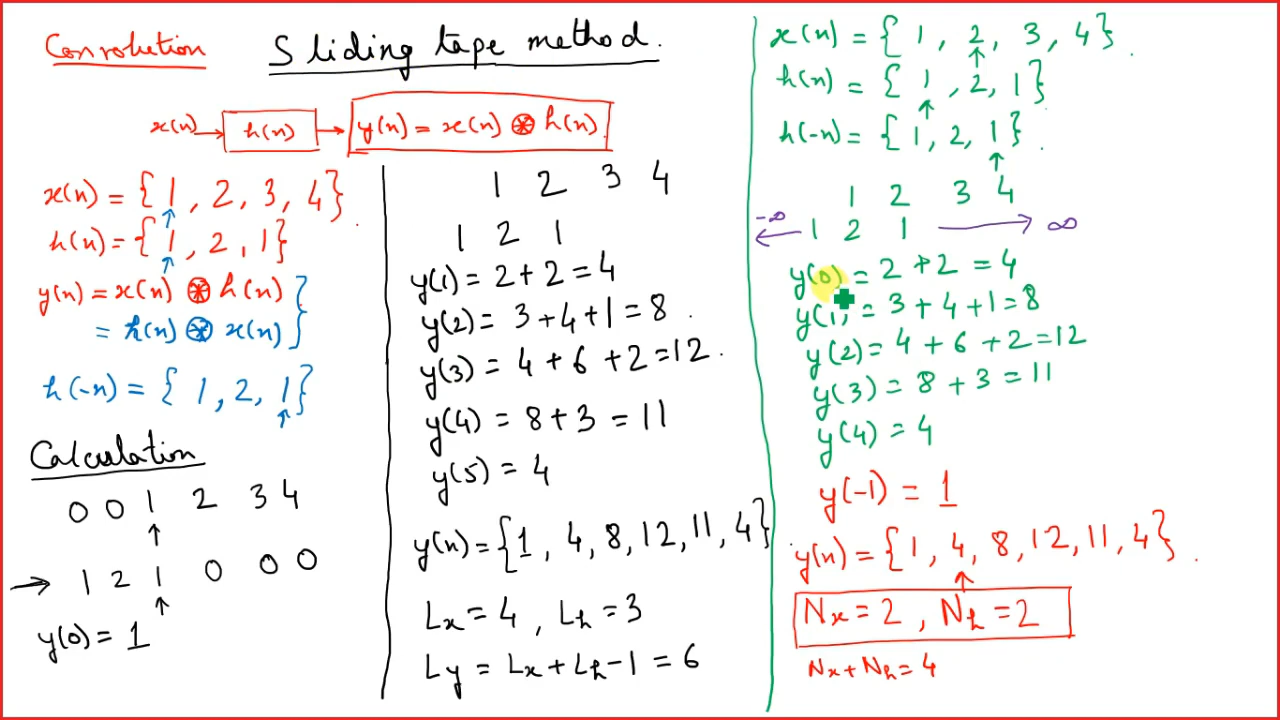 Convolution
Sliding tape method.
x(n) → h(n) → y(n) = x(n) ⊛ h(n)
x(n) = { 1, 2, 3, 4}
↑
h(n) = { 1, 2, 1}
↑
y(n) = x(n) ⊛ h(n)
= h(n) ⊛ x(n)
h(-n) = { 1, 2, 1}
↑
Calculation
0 0 1 2 3 4
↑
→ 1 2 1 0 0 0
↑
y(0) = 1
1 2 3 4
1 2 1
y(1) = 2 + 2 = 4
y(2) = 3 + 4 + 1 = 8
y(3) = 4 + 6 + 2 = 12
y(4) = 8 + 3 = 11
y(5) = 4
y(n) = {1, 4, 8, 12, 11, 4}
Lx = 4, Lh = 3
Ly = Lx + Lh - 1 = 6
x(n) = { 1, 2, 3, 4}
↑
h(n) = { 1, 2, 1}
↑
h(-n) = { 1, 2, 1}
↑
1 2 3 4
-∞ ← 1 2 1 → ∞
y(0) = 2 + 2 = 4
y(1) = 3 + 4 + 1 = 8
y(2) = 4 + 6 + 2 = 12
y(3) = 8 + 3 = 11
y(4) = 4
y(-1) = 1
y(n) = {1, 4, 8, 12, 11, 4}
↑
Nx = 2, Nh = 2
Nx + Nh = 4